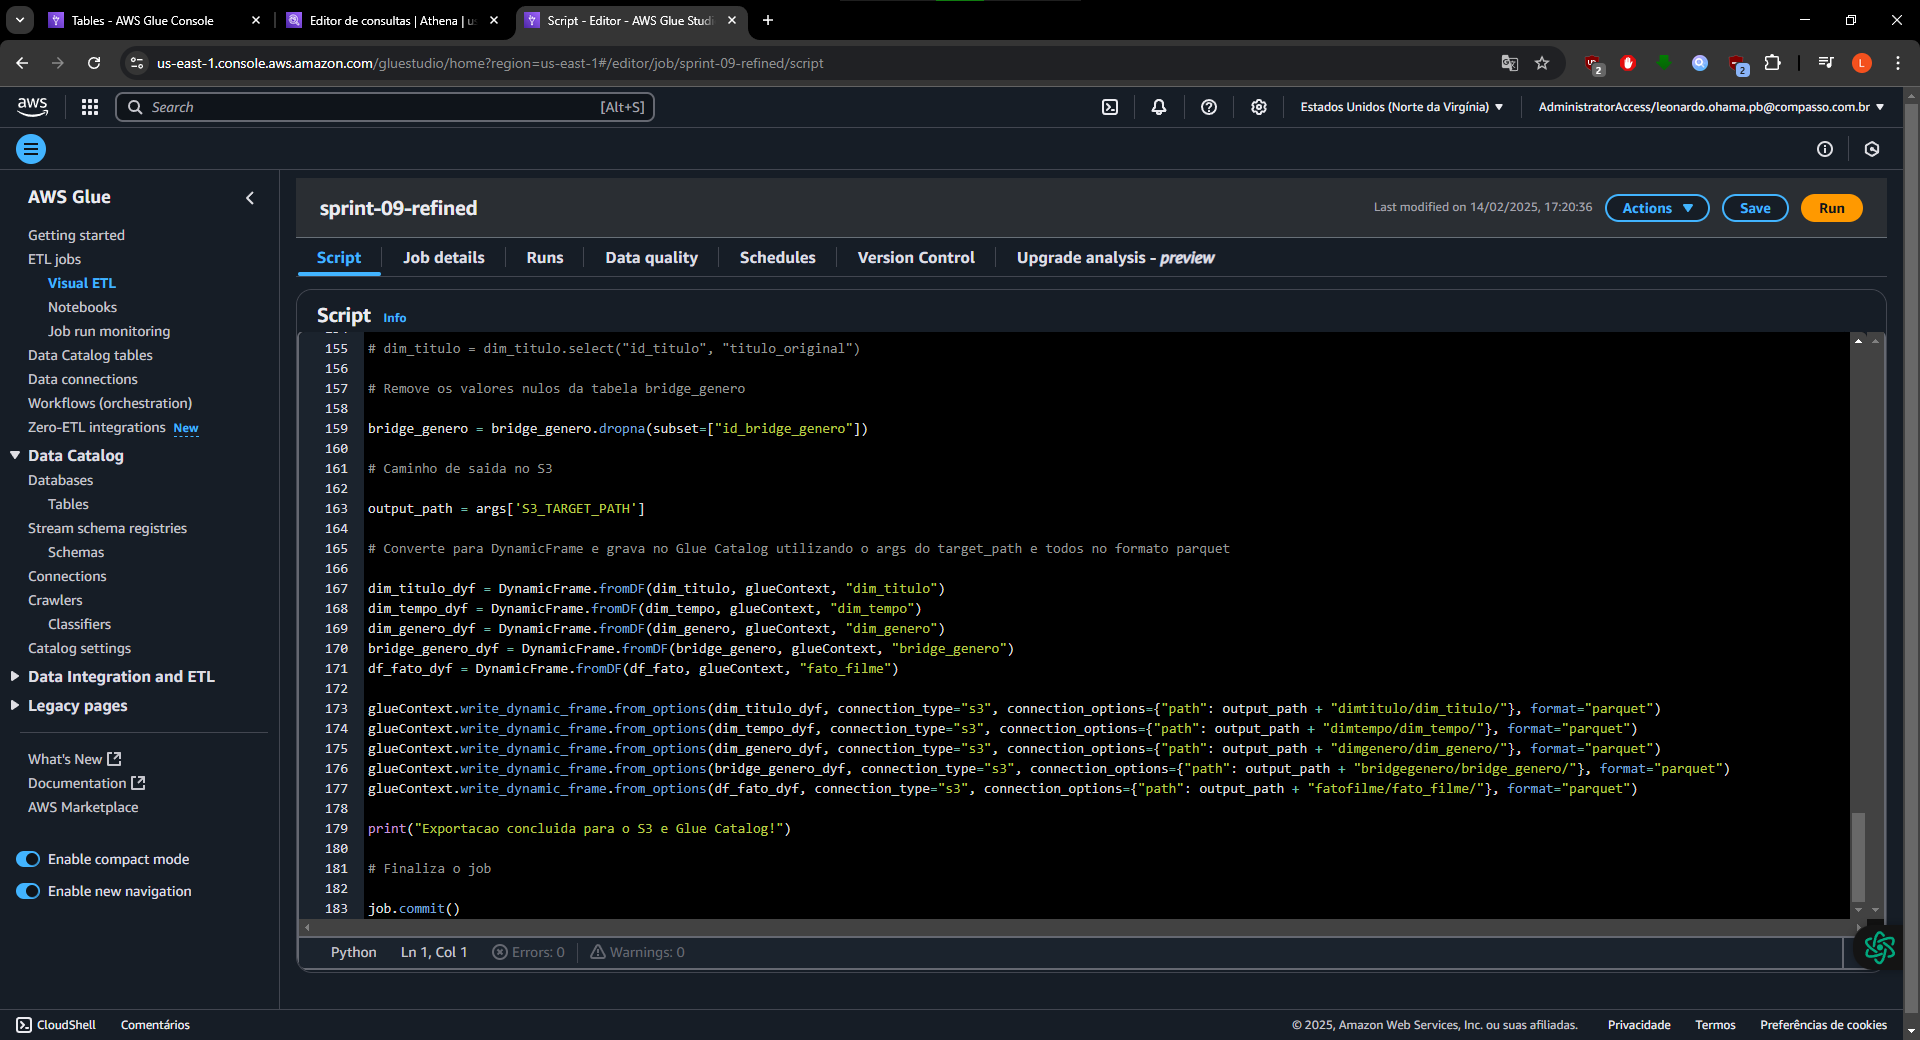 Tables - AWS Glue Console
Editor de consultas | Athena | us
Script - Editor - AWS Glue Studi
us-east-1.console.aws.amazon.com/gluestudio/home?region=us-east-1#/editor/job/sprint-09-refined/script
2
2
L
aws
Search
[Alt+S]
Estados Unidos (Norte da Virgínia) ▼
AdministratorAccess/leonardo.ohama.pb@compasso.com.br ▼
AWS Glue
Getting started
ETL jobs
Visual ETL
Notebooks
Job run monitoring
Data Catalog tables
Data connections
Workflows (orchestration)
Zero-ETL integrations New
Data Catalog
Databases
Tables
Stream schema registries
Schemas
Connections
Crawlers
Classifiers
Catalog settings
Data Integration and ETL
Legacy pages
What's New
Documentation
AWS Marketplace
Enable compact mode
Enable new navigation
sprint-09-refined
Last modified on 14/02/2025, 17:20:36
Actions ▼
Save
Run
Script
Job details
Runs
Data quality
Schedules
Version Control
Upgrade analysis - preview
Script Info
155 # dim_titulo = dim_titulo.select("id_titulo", "titulo_original")
156
157 # Remove os valores nulos da tabela bridge_genero
158
159 bridge_genero = bridge_genero.dropna(subset=["id_bridge_genero"])
160
161 # Caminho de saida no S3
162
163 output_path = args['S3_TARGET_PATH']
164
165 # Converte para DynamicFrame e grava no Glue Catalog utilizando o args do target_path e todos no formato parquet
166
167 dim_titulo_dyf = DynamicFrame.fromDF(dim_titulo, glueContext, "dim_titulo")
168 dim_tempo_dyf = DynamicFrame.fromDF(dim_tempo, glueContext, "dim_tempo")
169 dim_genero_dyf = DynamicFrame.fromDF(dim_genero, glueContext, "dim_genero")
170 bridge_genero_dyf = DynamicFrame.fromDF(bridge_genero, glueContext, "bridge_genero")
171 df_fato_dyf = DynamicFrame.fromDF(df_fato, glueContext, "fato_filme")
172
173 glueContext.write_dynamic_frame.from_options(dim_titulo_dyf, connection_type="s3", connection_options={"path": output_path + "dimtitulo/dim_titulo/"}, format="parquet")
174 glueContext.write_dynamic_frame.from_options(dim_tempo_dyf, connection_type="s3", connection_options={"path": output_path + "dimtempo/dim_tempo/"}, format="parquet")
175 glueContext.write_dynamic_frame.from_options(dim_genero_dyf, connection_type="s3", connection_options={"path": output_path + "dimgenero/dim_genero/"}, format="parquet")
176 glueContext.write_dynamic_frame.from_options(bridge_genero_dyf, connection_type="s3", connection_options={"path": output_path + "bridgegenero/bridge_genero/"}, format="parquet")
177 glueContext.write_dynamic_frame.from_options(df_fato_dyf, connection_type="s3", connection_options={"path": output_path + "fatofilme/fato_filme/"}, format="parquet")
178
179 print("Exportacao concluida para o S3 e Glue Catalog!")
180
181 # Finaliza o job
182
183 job.commit()
Python
Ln 1, Col 1
Errors: 0
Warnings: 0
CloudShell
Comentários
© 2025, Amazon Web Services, Inc. ou suas afiliadas.
Privacidade
Termos
Preferências de cookies